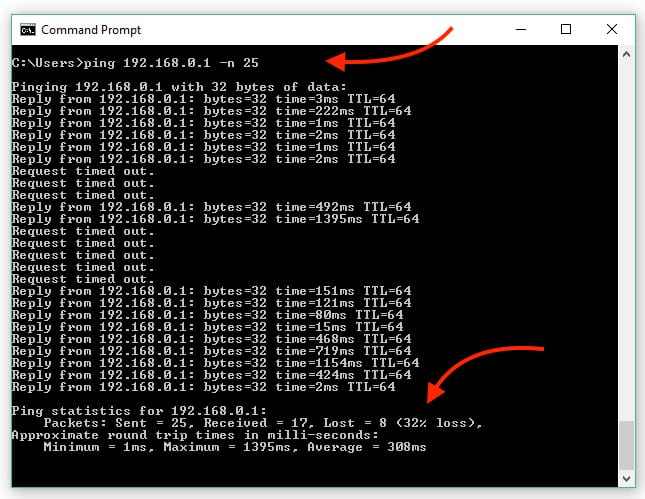 Command Prompt
C:\Users>ping 192.168.0.1 -n 25
Pinging 192.168.0.1 with 32 bytes of data:
Reply from 192.168.0.1: bytes=32 time=3ms TTL=64
Reply from 192.168.0.1: bytes=32 time=222ms TTL=64
Reply from 192.168.0.1: bytes=32 time=1ms TTL=64
Reply from 192.168.0.1: bytes=32 time=2ms TTL=64
Reply from 192.168.0.1: bytes=32 time=1ms TTL=64
Reply from 192.168.0.1: bytes=32 time=2ms TTL=64
Request timed out.
Request timed out.
Request timed out.
Reply from 192.168.0.1: bytes=32 time=492ms TTL=64
Reply from 192.168.0.1: bytes=32 time=1395ms TTL=64
Request timed out.
Request timed out.
Request timed out.
Request timed out.
Request timed out.
Reply from 192.168.0.1: bytes=32 time=151ms TTL=64
Reply from 192.168.0.1: bytes=32 time=121ms TTL=64
Reply from 192.168.0.1: bytes=32 time=80ms TTL=64
Reply from 192.168.0.1: bytes=32 time=15ms TTL=64
Reply from 192.168.0.1: bytes=32 time=468ms TTL=64
Reply from 192.168.0.1: bytes=32 time=719ms TTL=64
Reply from 192.168.0.1: bytes=32 time=1154ms TTL=64
Reply from 192.168.0.1: bytes=32 time=424ms TTL=64
Reply from 192.168.0.1: bytes=32 time=2ms TTL=64
Ping statistics for 192.168.0.1:
Packets: Sent = 25, Received = 17, Lost = 8 (32% loss),
Approximate round trip times in milli-seconds:
Minimum = 1ms, Maximum = 1395ms, Average = 308ms